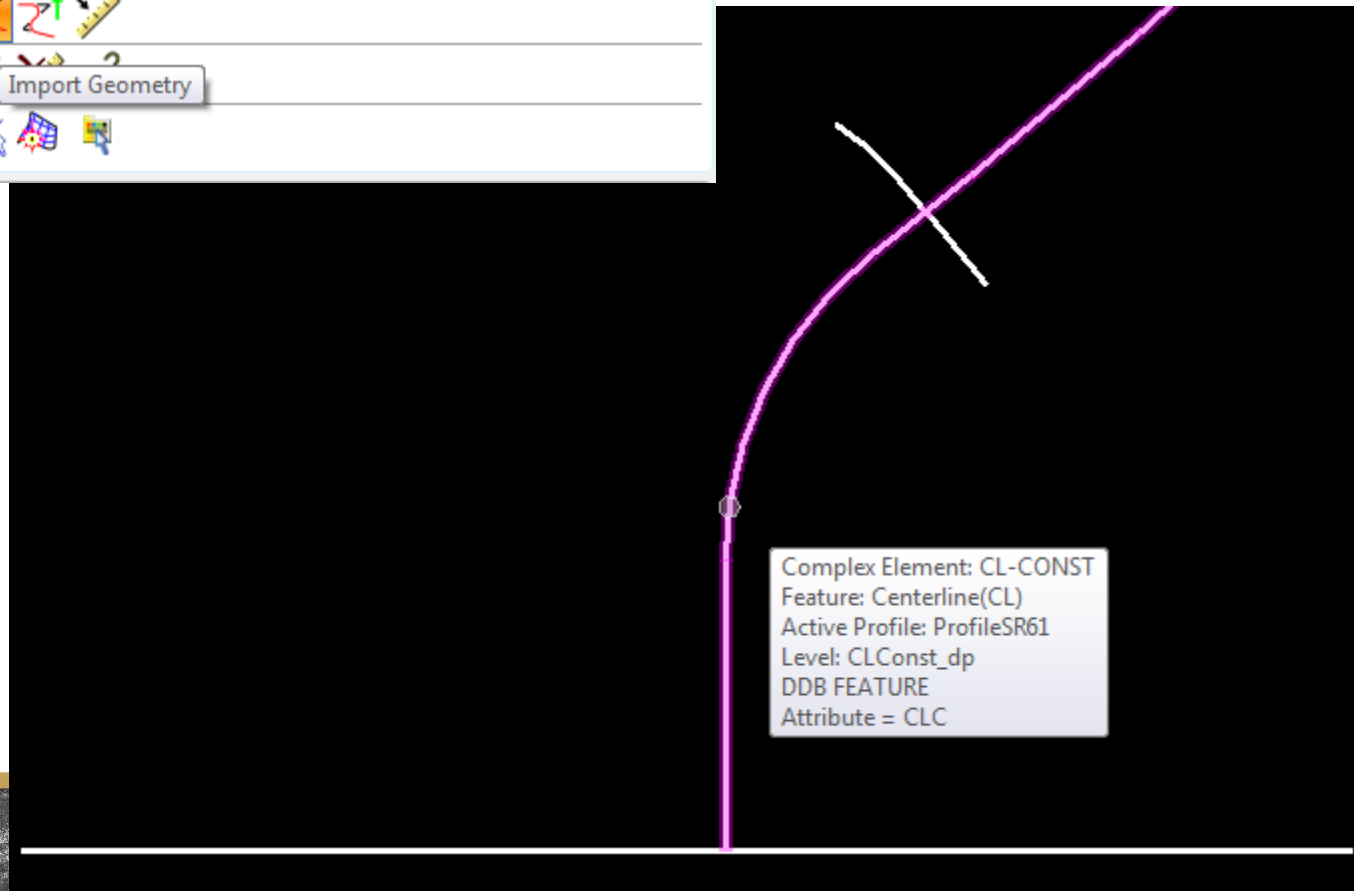 Import Geometry
Complex Element: CL-CONST
Feature: Centerline(CL)
Active Profile: ProfileSR61
Level: CLConst_dp
DDB FEATURE
Attribute = CLC